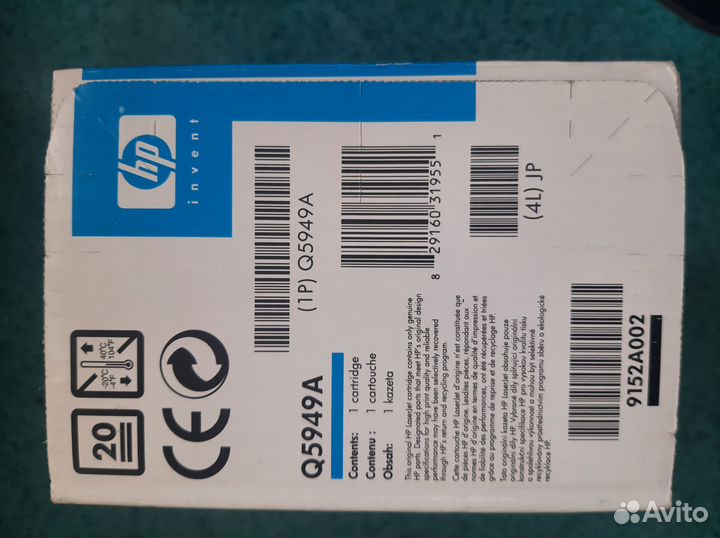 hp
invent
(1P) Q5949A
8 29160 31955 1
(4L) JP
40°C
104°F
-20°C
-4°F
20
CE
Q5949A
Contents: 1 cartridge
Contenu : 1 cartouche
Obsah: 1 kazeta
This original HP LaserJet cartridge contains only genuine
HP parts. Designated parts that meet HP's original design
specifications for high print quality and reliable
performance may have been selectively recovered
through HP's return and recycling program.
Cette cartouche HP LaserJet d'origine n'est constituée que
de pièces HP d'origine. Lesdites pièces, répondant aux
normes HP d'origine en termes de qualité d'impression et
de fiabilité des performances, ont été récupérées et triées
grâce au programme de reprise et de recyclage HP.
Tato originální kazeta HP LaserJet obsahuje pouze
originální díly HP. Vybrané díly splňující originální
konstrukční specifikace HP pro vysokou kvalitu tisku
a spolehlivou výkonnost a mohou být selektivně
recyklovány prostřednictvím programu sběru a ekologické
recyklace HP.
9152A002
Avito